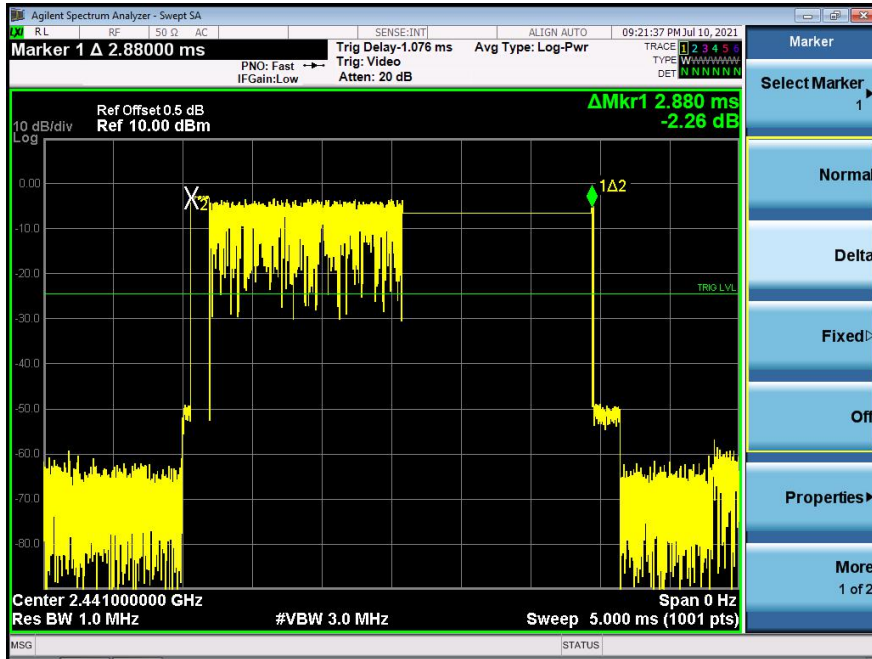 Agilent Spectrum Analyzer - Swept SA
LXI RL RF 50 Ω AC SENSE:INT ALIGN AUTO 09:21:37 PM Jul 10, 2021
Marker 1 Δ 2.88000 ms
PNO: Fast
IFGain:Low
Trig Delay-1.076 ms
Trig: Video
Atten: 20 dB
Avg Type: Log-Pwr
TRACE 1 2 3 4 5 6
TYPE WWWWWW
DET N N N N N N
Ref Offset 0.5 dB
10 dB/div Ref 10.00 dBm
Log
ΔMkr1 2.880 ms
-2.26 dB
0.00
-10.0
-20.0
-30.0
-40.0
-50.0
-60.0
-70.0
-80.0
X2
1Δ2
TRIG LVL
Center 2.441000000 GHz
Span 0 Hz
Res BW 1.0 MHz
#VBW 3.0 MHz
Sweep 5.000 ms (1001 pts)
MSG
STATUS
Marker
Select Marker
1
Normal
Delta
Fixed
Off
Properties
More
1 of 2